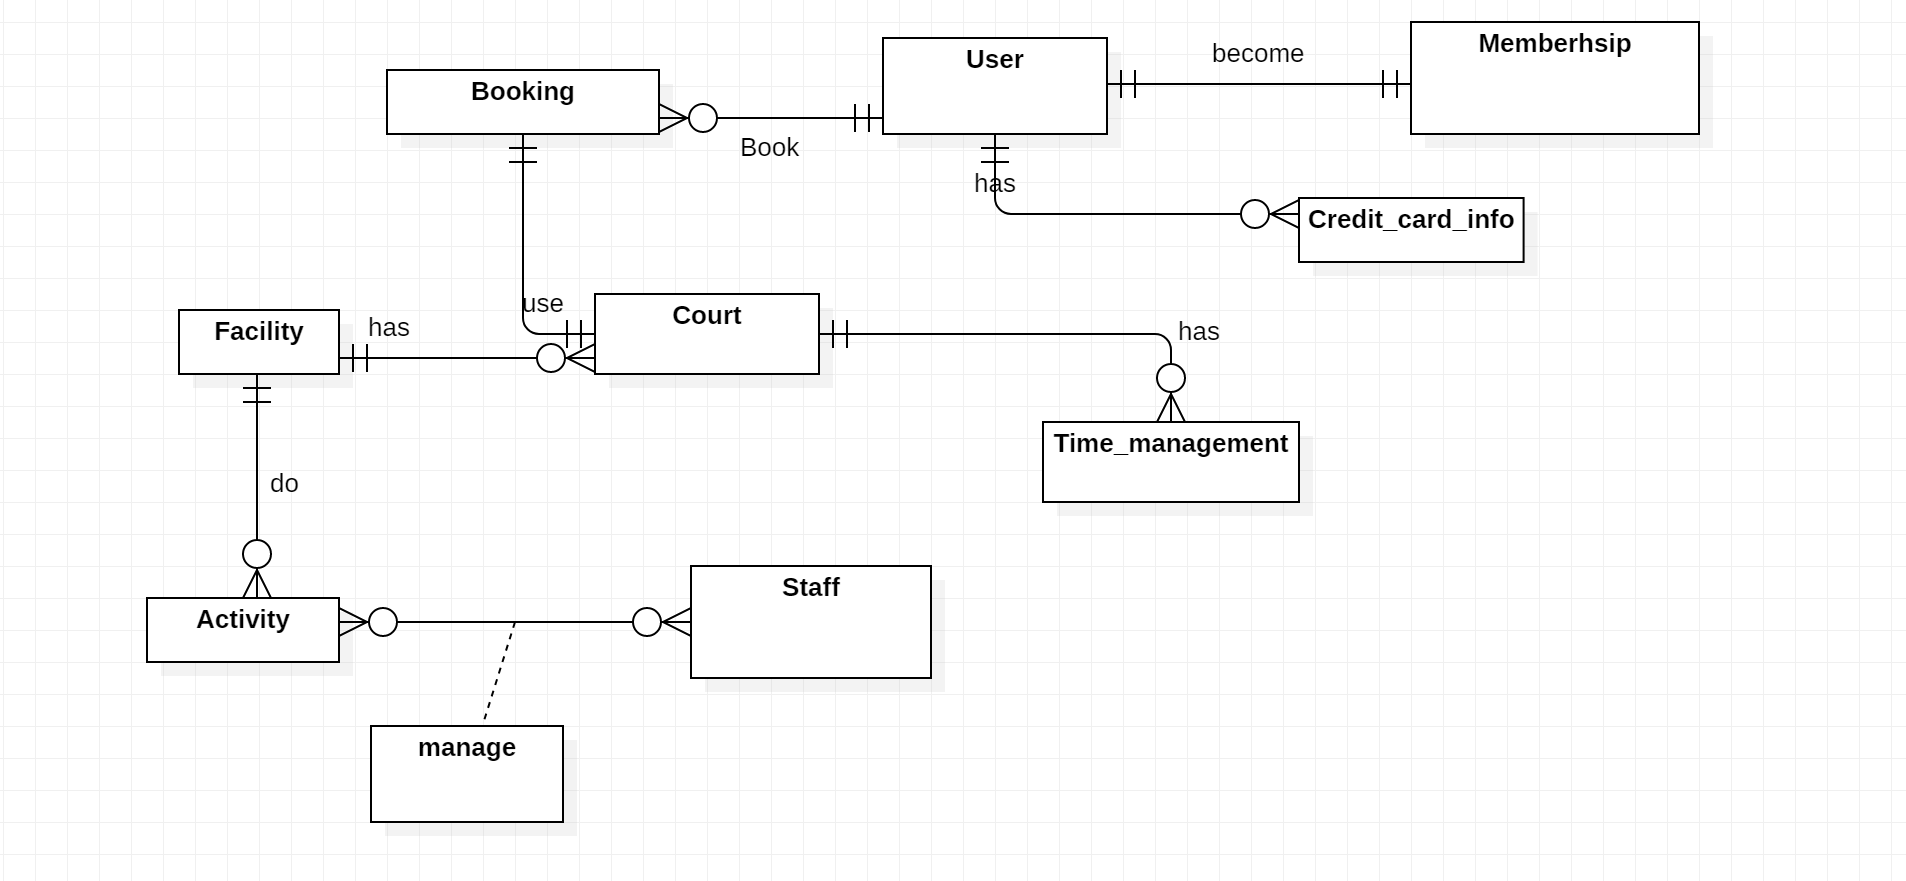 Memberhsip
User
become
Booking
Book
has
Credit_card_info
use
Court
Facility
has
has
Time_management
do
Staff
Activity
manage